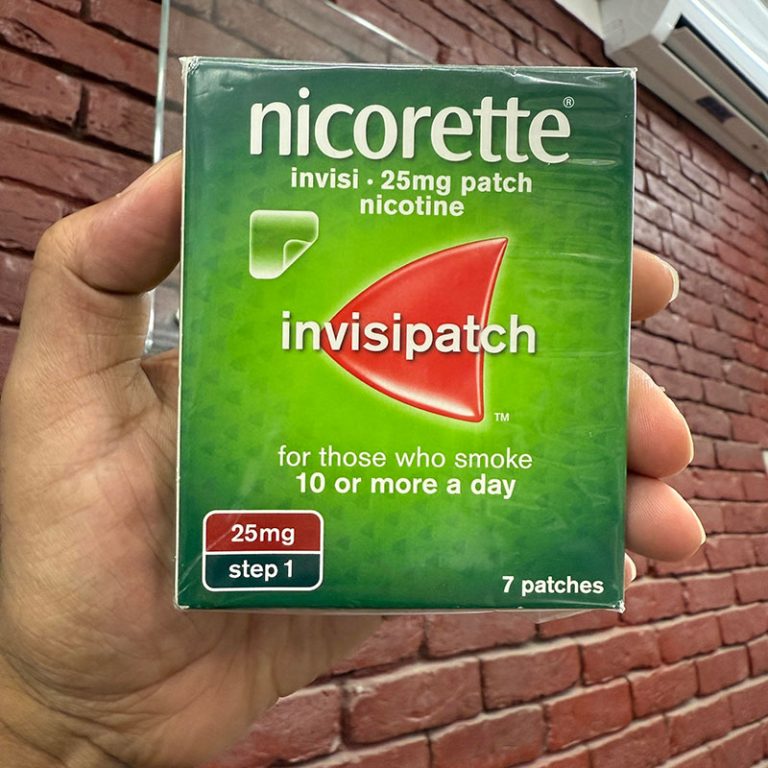 nicorette®
invisi · 25mg patch
nicotine
invisipatch
™
for those who smoke
10 or more a day
25mg
step 1
7 patches